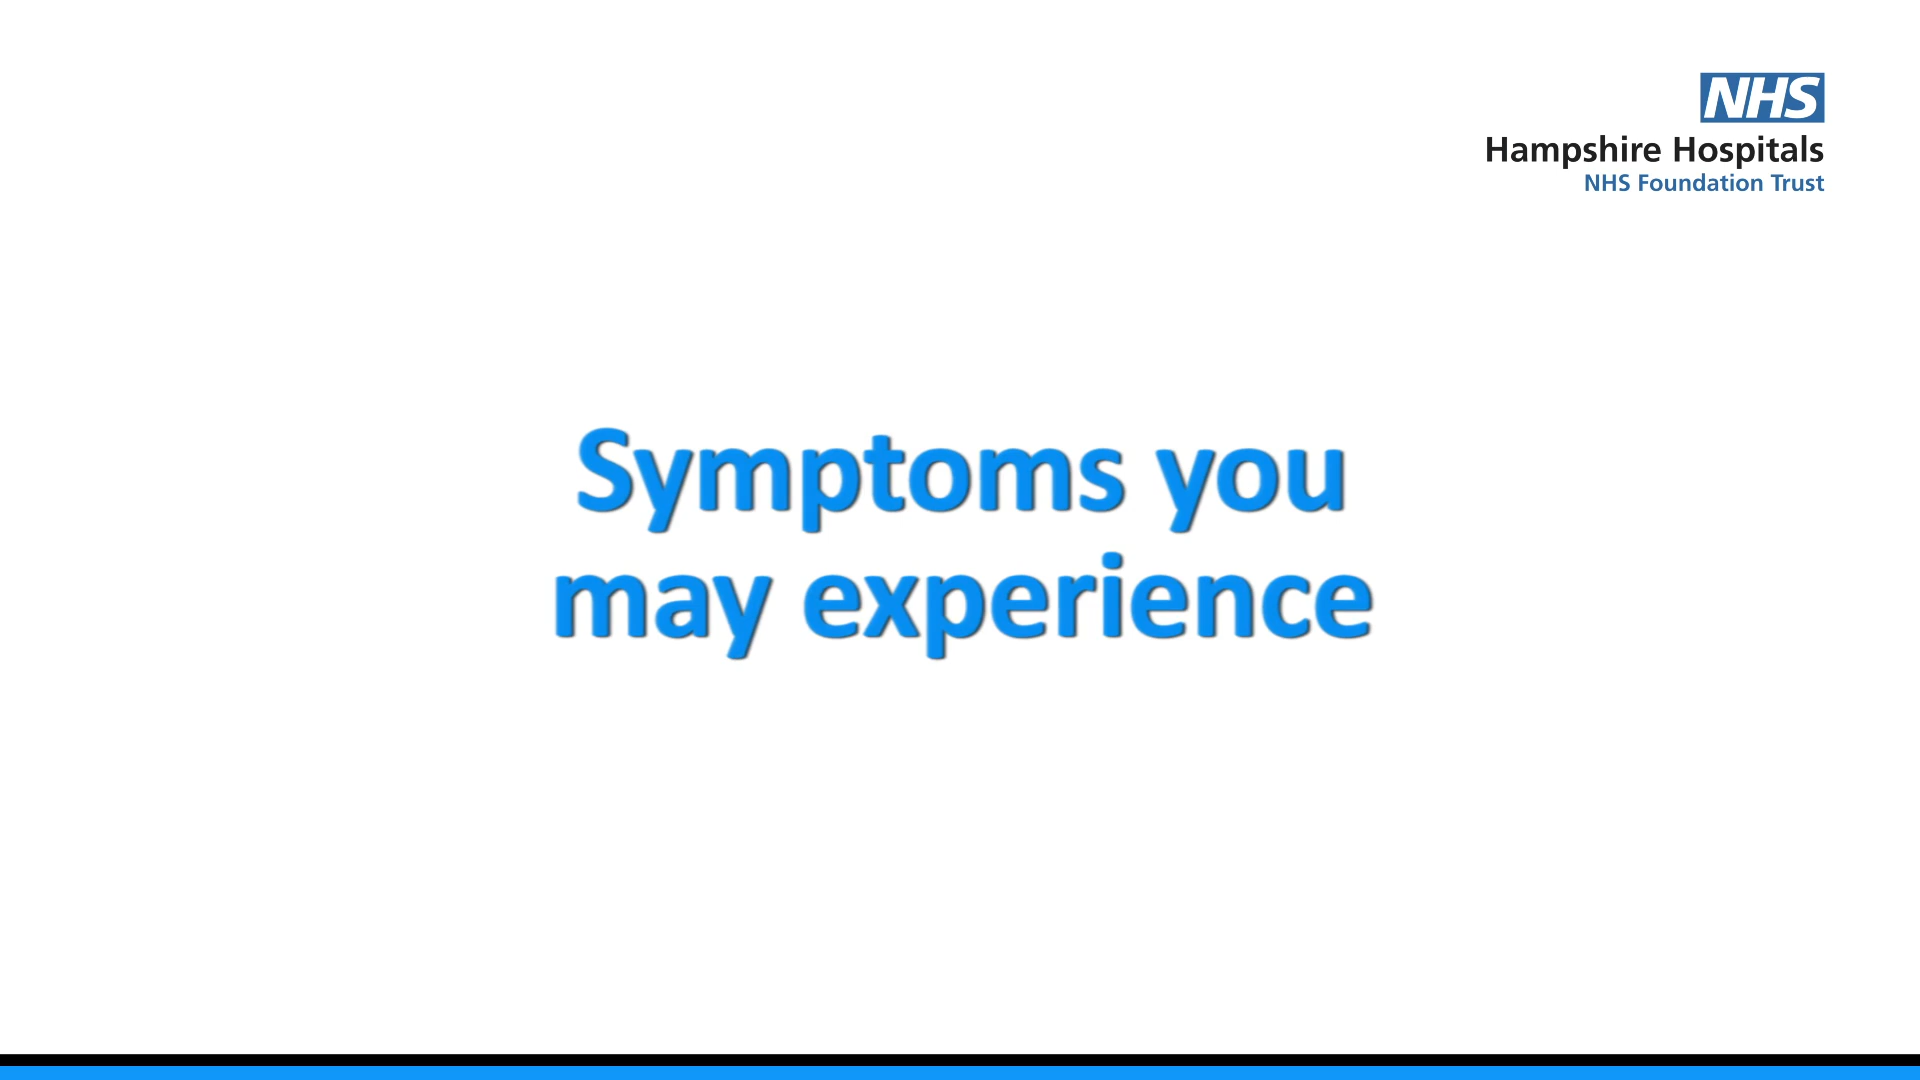 NHS
Hampshire Hospitals
NHS Foundation Trust
Symptoms you
may experience